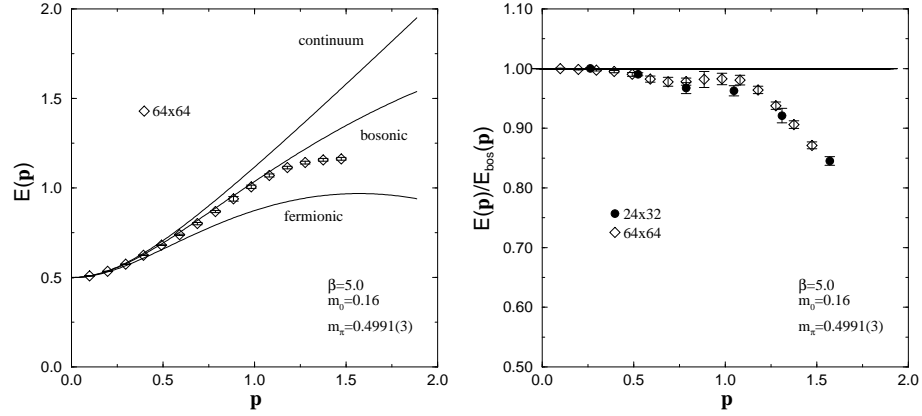 2.0
1.5
1.0
0.5
0.0
E(p)
0.0 0.5 1.0 1.5 2.0
p
continuum
64x64
bosonic
fermionic
β=5.0
m₀=0.16
mπ=0.4991(3)
1.10
1.00
0.90
0.80
0.70
0.60
0.50
E(p)/E_bos(p)
0.0 0.5 1.0 1.5 2.0
p
24x32
64x64
β=5.0
m₀=0.16
mπ=0.4991(3)